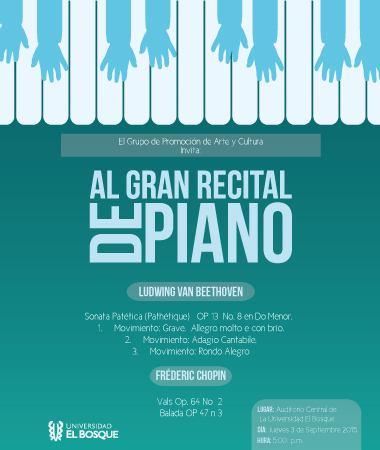 El Grupo de Promoción de Arte y Cultura
Invita:
AL GRAN RECITAL
DE PIANO
LUDWING VAN BEETHOVEN
Sonata Patética (Pathétique) OP 13 No. 8 en Do Menor.
1. Movimiento: Grave. Allegro molto e con brio.
2. Movimiento: Adagio Cantabile.
3. Movimiento: Rondo Alegro
FRÉDERIC CHOPIN
Vals Op. 64 No 2
Balada OP 47 n 3
UNIVERSIDAD
EL BOSQUE
LUGAR: Auditorio Central de
La Universidad El Bosque
DÍA: Jueves 3 de Septiembre 2015
HORA: 5:00 p.m.